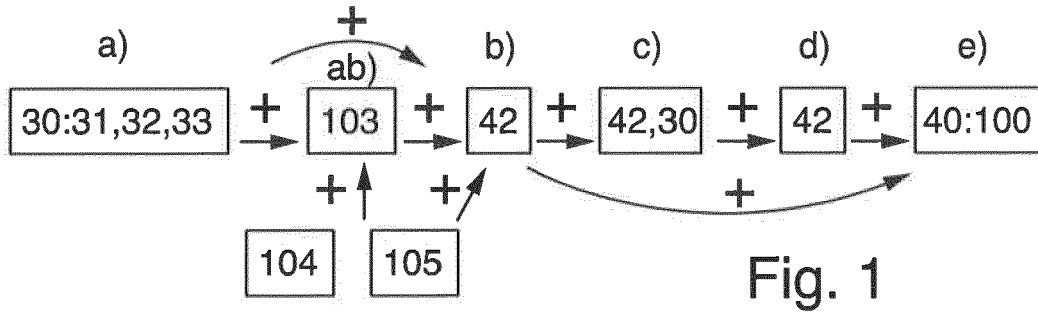 +
a) ab) b) c) d) e)
30:31,32,33 + 103 + 42 + 42,30 + 42 + 40:100
+ + +
104 105
Fig. 1